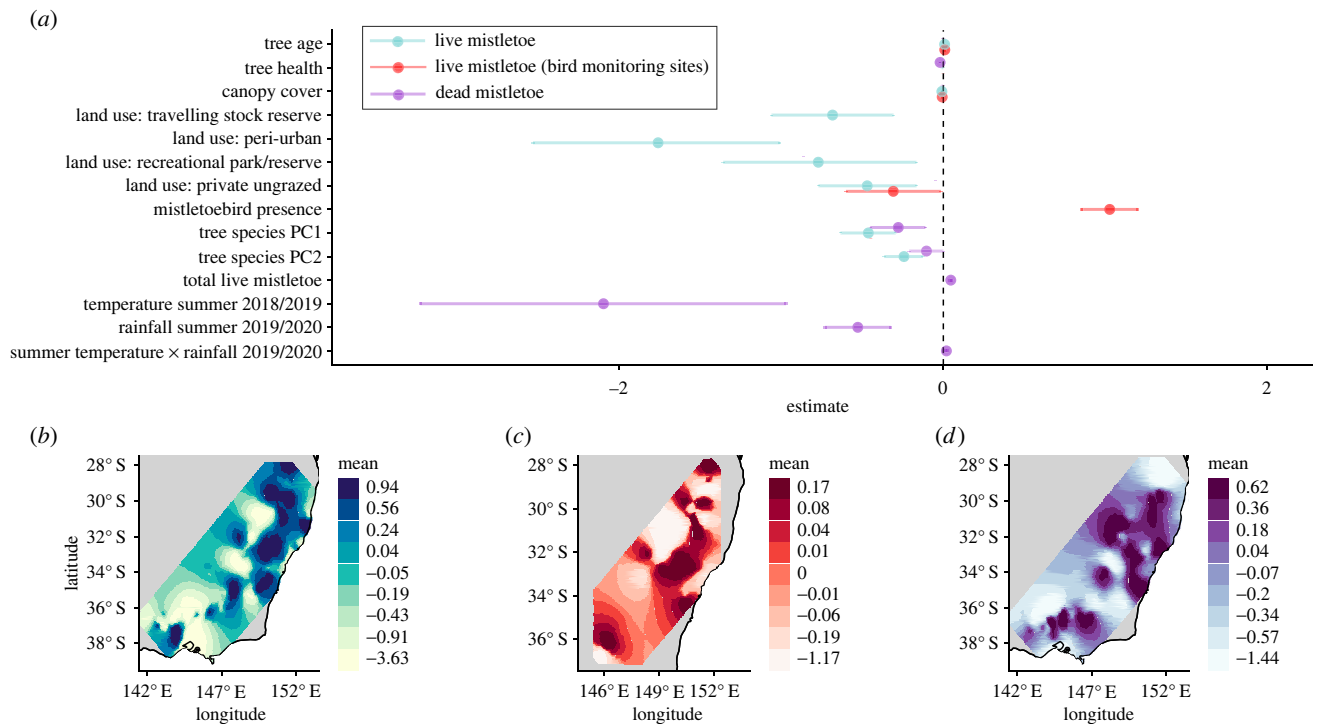 (a)
live mistletoe
live mistletoe (bird monitoring sites)
dead mistletoe
tree age
tree health
canopy cover
land use: travelling stock reserve
land use: peri-urban
land use: recreational park/reserve
land use: private ungrazed
mistletoebird presence
tree species PC1
tree species PC2
total live mistletoe
temperature summer 2018/2019
rainfall summer 2019/2020
summer temperature × rainfall 2019/2020
–2
0
2
estimate
(b)
28° S
30° S
32° S
34° S
36° S
38° S
latitude
142° E
147° E
152° E
longitude
mean
0.94
0.56
0.24
0.04
–0.05
–0.19
–0.43
–0.91
–3.63
(c)
28° S
30° S
32° S
34° S
36° S
146° E
149° E
152° E
longitude
mean
0.17
0.08
0.04
0.01
0
–0.01
–0.06
–0.19
–1.17
(d)
28° S
30° S
32° S
34° S
36° S
38° S
142° E
147° E
152° E
longitude
mean
0.62
0.36
0.18
0.04
–0.07
–0.2
–0.34
–0.57
–1.44